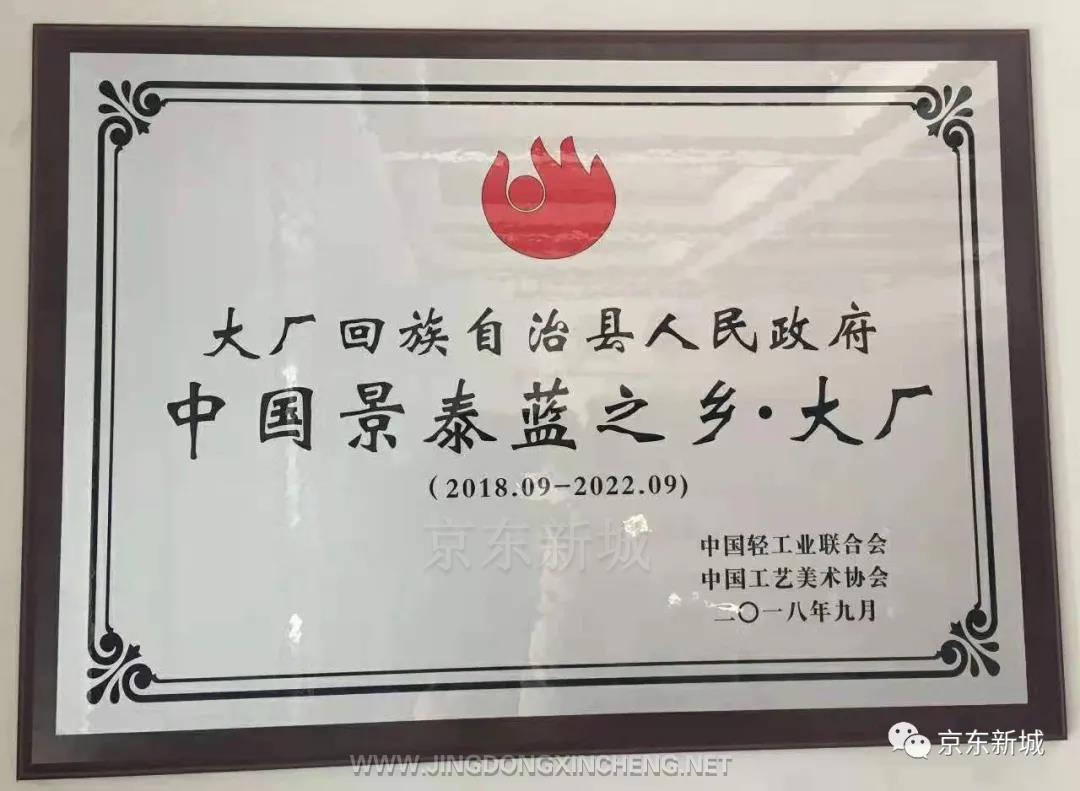 大厂回族自治县人民政府
中国景泰蓝之乡·大厂
(2018.09-2022.09)
京东新城
中国轻工业联合会
中国工艺美术协会
二〇一八年九月
京东新城
WWW.JINGDONGXINCHENG.NET